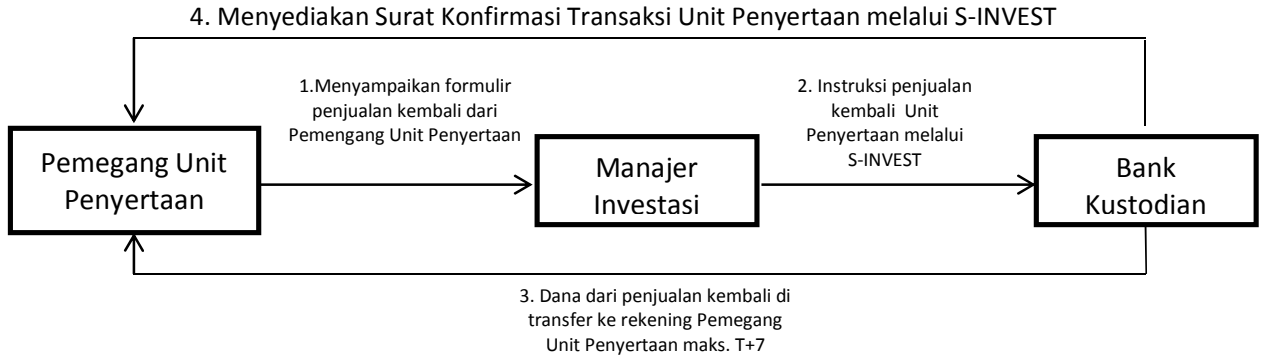 4. Menyediakan Surat Konfirmasi Transaksi Unit Penyertaan melalui S-INVEST
1.Menyampaikan formulir
penjualan kembali dari
Pemengang Unit Penyertaan
2. Instruksi penjualan
kembali Unit
Penyertaan melalui
S-INVEST
Pemegang Unit
Penyertaan
Manajer
Investasi
Bank
Kustodian
3. Dana dari penjualan kembali di
transfer ke rekening Pemegang
Unit Penyertaan maks. T+7